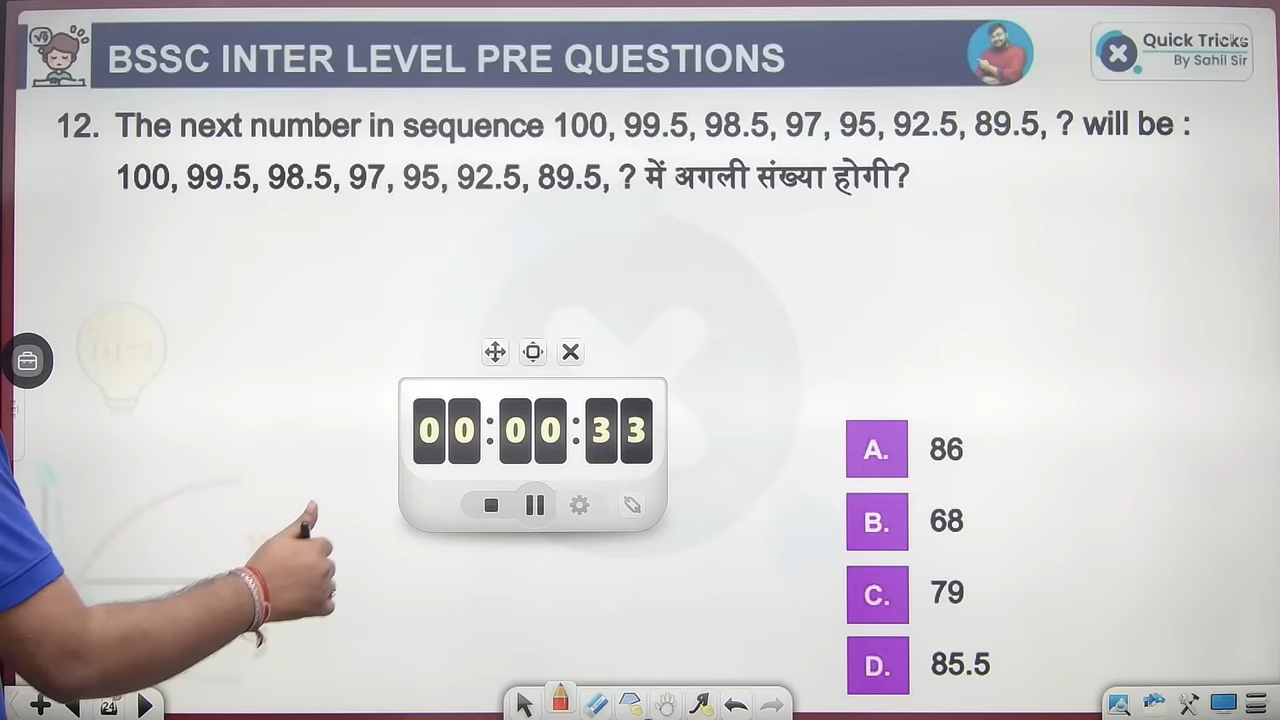 BSSC INTER LEVEL PRE QUESTIONS
Quick Tricks
By Sahil Sir
12. The next number in sequence 100, 99.5, 98.5, 97, 95, 92.5, 89.5, ? will be :
100, 99.5, 98.5, 97, 95, 92.5, 89.5, ? में अगली संख्या होगी?
00:00:33
A. 86
B. 68
C. 79
D. 85.5
24